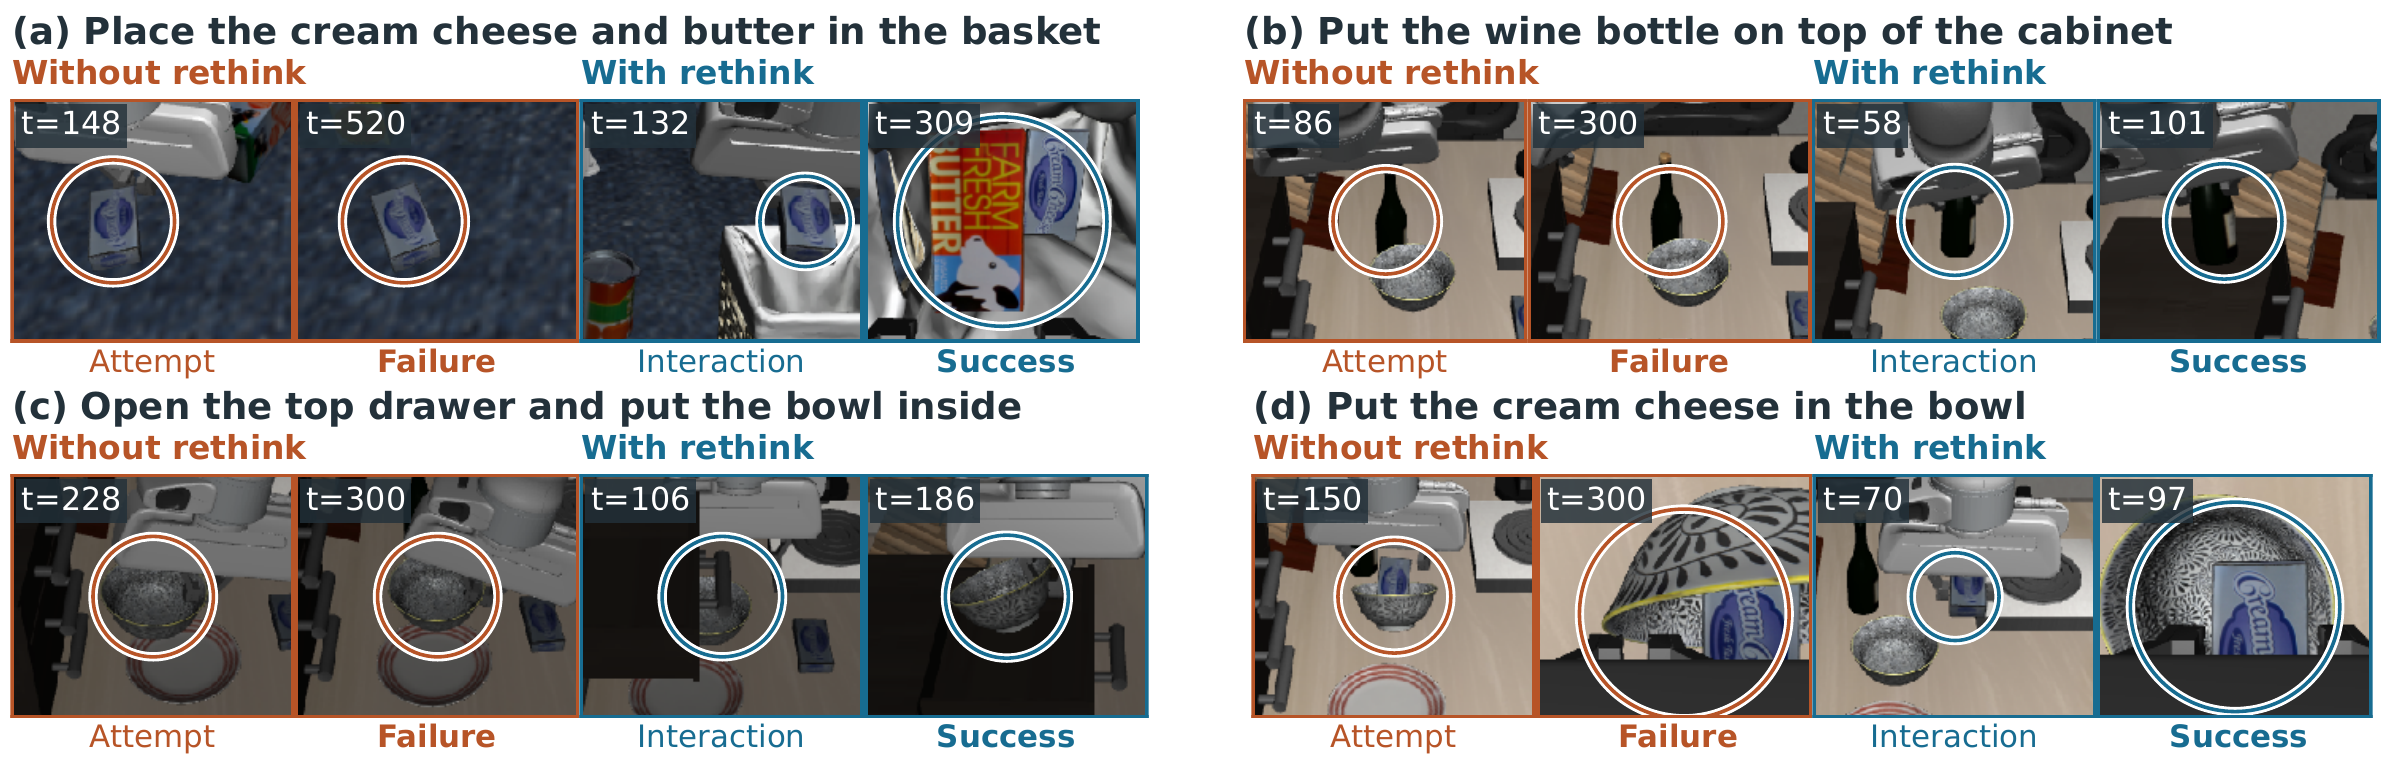 (a) Place the cream cheese and butter in the basket
Without rethink
With rethink
t=148
t=520
t=132
t=309
FARM
FRESH
BUTTER
Cream
Attempt
Failure
Interaction
Success
(b) Put the wine bottle on top of the cabinet
Without rethink
With rethink
t=86
t=300
t=58
t=101
Attempt
Failure
Interaction
Success
(c) Open the top drawer and put the bowl inside
Without rethink
With rethink
t=228
t=300
t=106
t=186
Attempt
Failure
Interaction
Success
(d) Put the cream cheese in the bowl
Without rethink
With rethink
t=150
t=300
t=70
t=97
Cream
Attempt
Failure
Interaction
Success